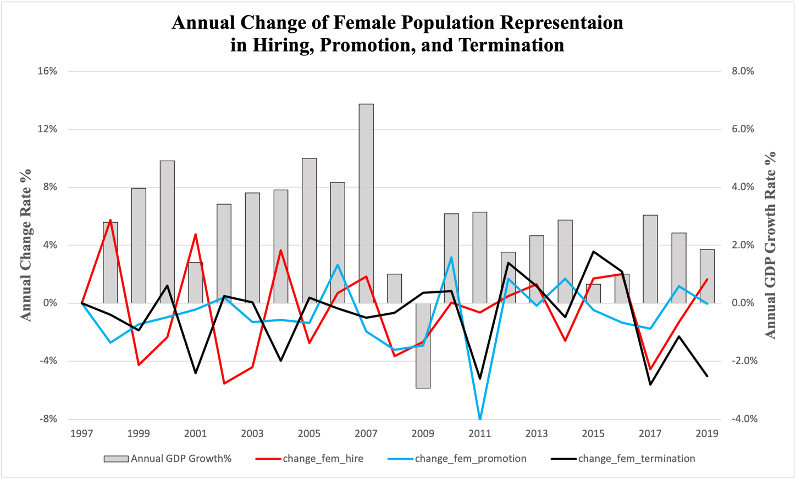 Annual Change of Female Population Representaion
in Hiring, Promotion, and Termination
16%
12%
8%
4%
0%
-4%
-8%
Annual Change Rate %
8.0%
6.0%
4.0%
2.0%
0.0%
-2.0%
-4.0%
Annual GDP Growth Rate %
1997 1999 2001 2003 2005 2007 2009 2011 2013 2015 2017 2019
Annual GDP Growth% change_fem_hire change_fem_promotion change_fem_termination